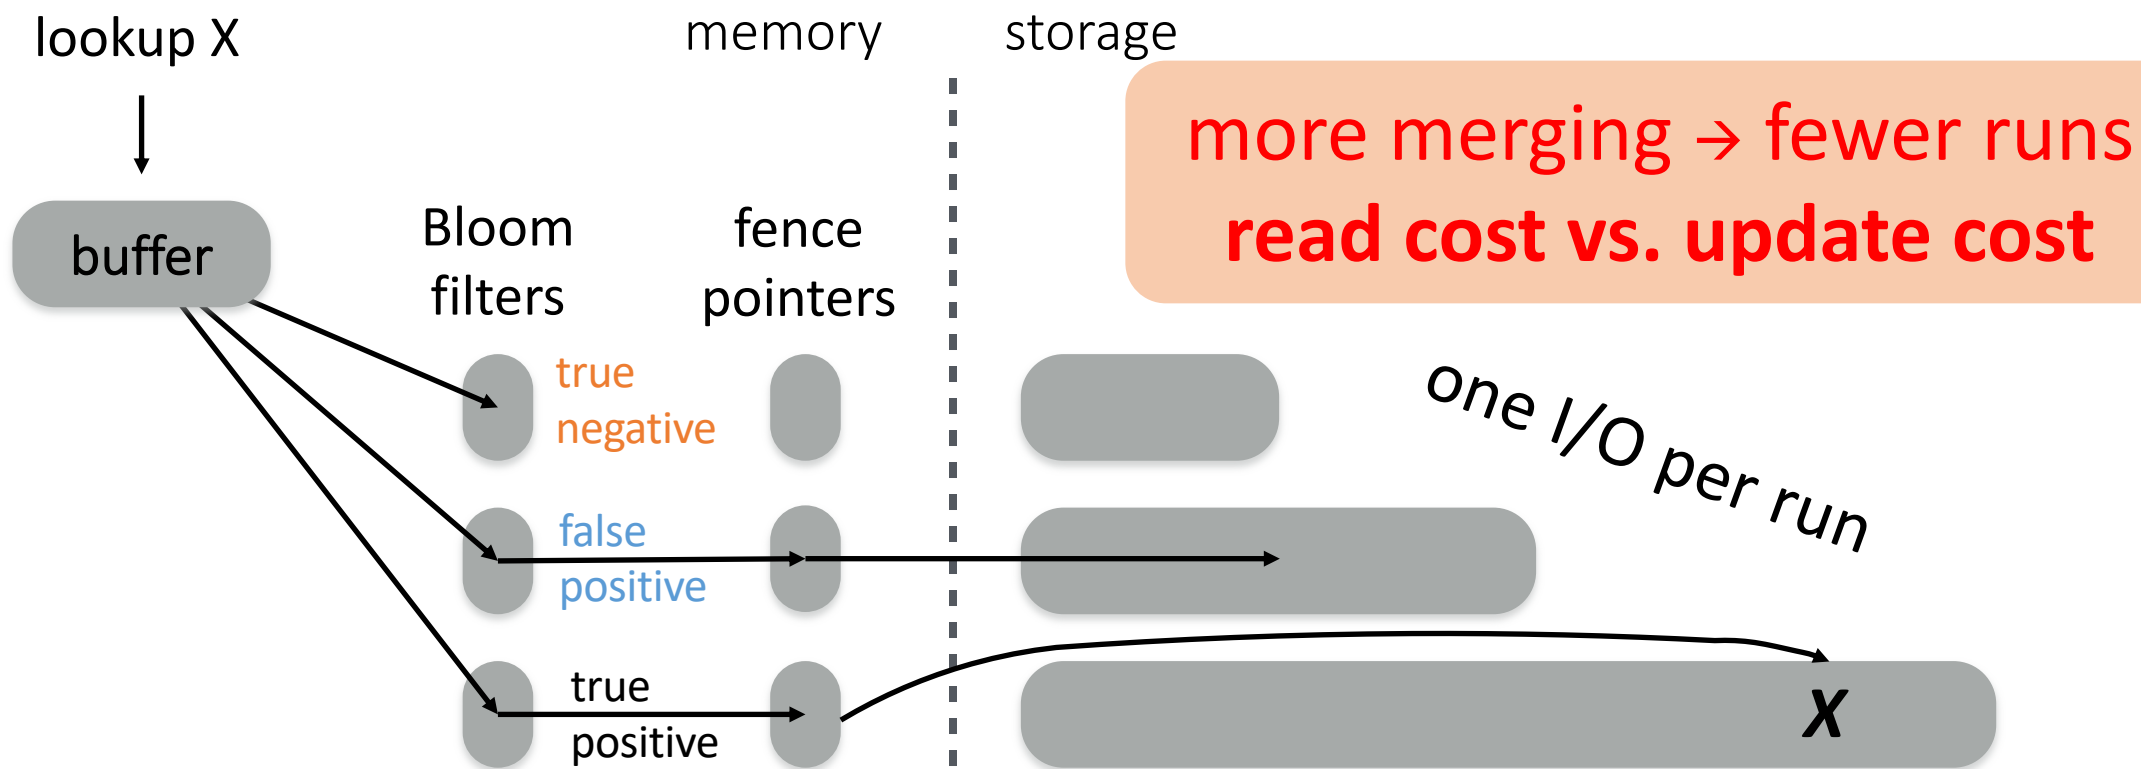 lookup X
memory
storage
more merging → fewer runs
read cost vs. update cost
buffer
Bloom
filters
fence
pointers
true
negative
one I/O per run
false
positive
true
positive
X